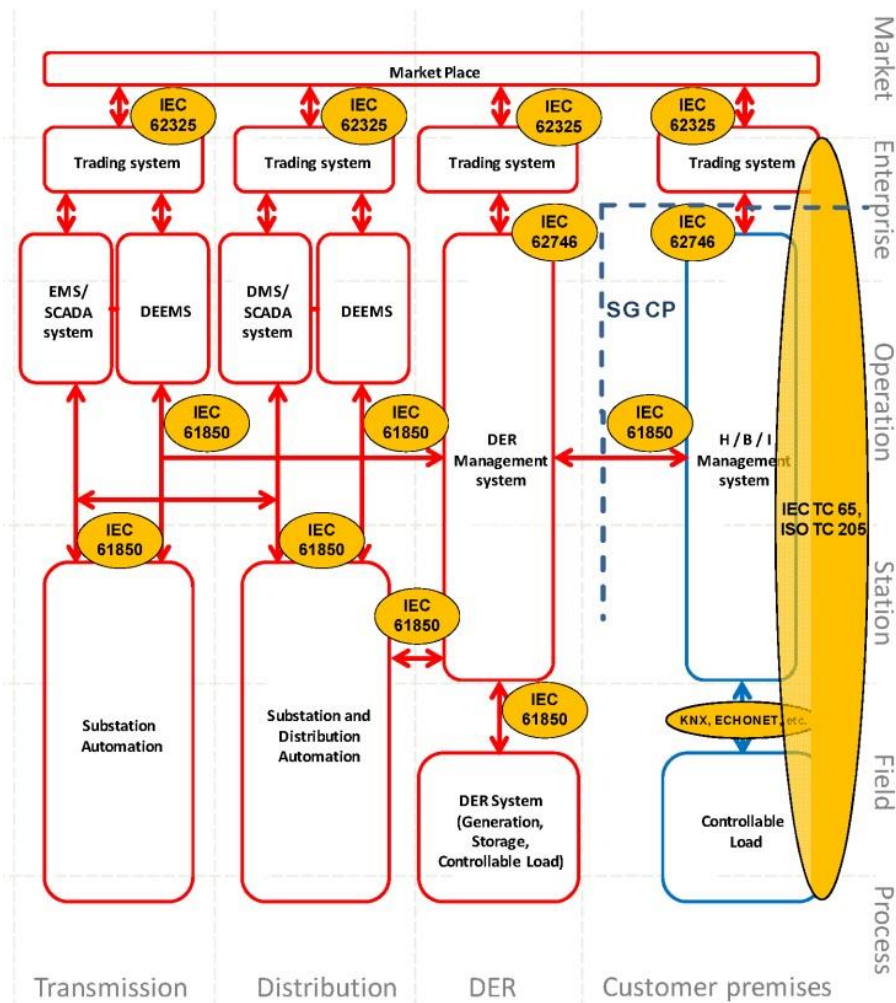 Market Place
IEC
62325
IEC
62325
IEC
62325
IEC
62325
Trading system
Trading system
Trading system
Trading system
IEC
62746
IEC
62746
EMS/
SCADA
system
DEEMS
DMS/
SCADA
system
DEEMS
SG CP
IEC
61850
IEC
61850
IEC
61850
DER
Management
system
H / B / I
Management
system
IEC TC 65,
ISO TC 205
IEC
61850
IEC
61850
IEC
61850
IEC
61850
KNX, ECHONET, etc.
Substation
Automation
Substation and
Distribution
Automation
DER System
(Generation,
Storage,
Controllable Load)
Controllable
Load
Market
Enterprise
Operation
Station
Field
Process
Transmission
Distribution
DER
Customer premises